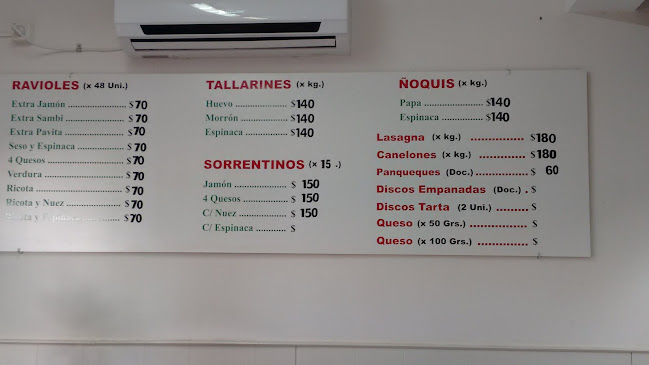 RAVIOLES (x 48 Uni.)
Extra Jamón ........................ $70
Extra Sambi ........................ $70
Extra Pavita ........................ $70
Seso y Espinaca ................. $70
4 Quesos ............................. $70
Verdura ............................... $70
Ricota .................................. $70
Ricota y Nuez ..................... $70
Ricota y Espinaca ............... $70
TALLARINES (x kg.)
Huevo ........................ $140
Morrón ...................... $140
Espinaca .................... $140
SORRENTINOS (x 15 .)
Jamón ...................... $ 150
4 Quesos ................. $ 150
C/ Nuez ................... $ 150
C/ Espinaca ............ $
ÑOQUIS (x kg.)
Papa ...................... $140
Espinaca ............... $140
Lasagna (x kg.) ............. $180
Canelones (x kg.) ........... $180
Panqueques (Doc.) ............... $ 60
Discos Empanadas (Doc.) . $
Discos Tarta (2 Uni.) ......... $
Queso (x 50 Grs.) ................ $
Queso (x 100 Grs.) .............. $